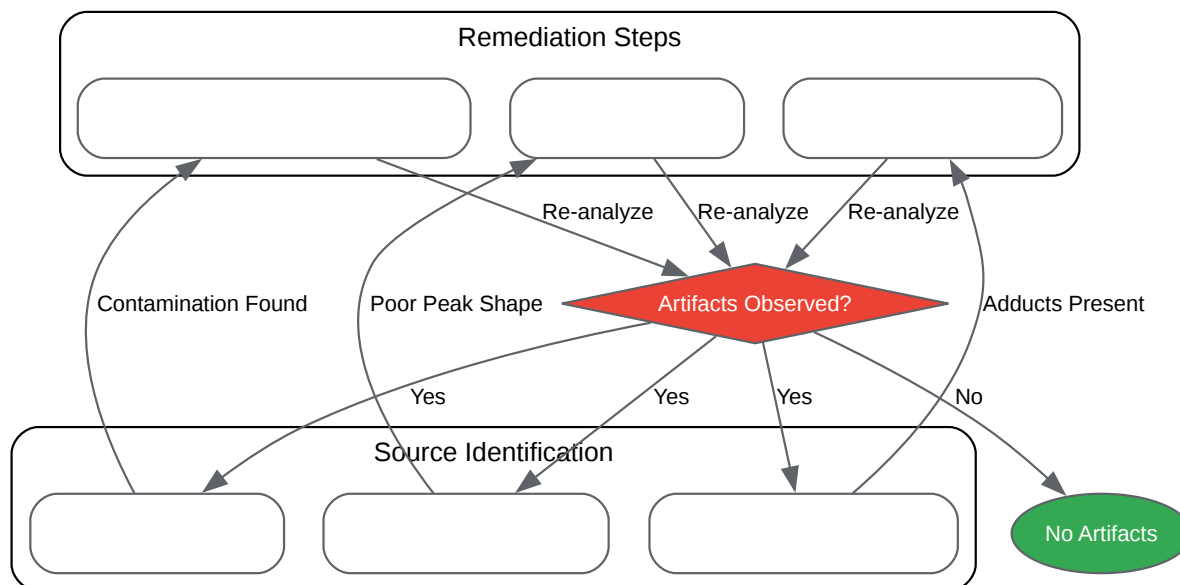 Remediation Steps
Re-analyze
Re-analyze
Re-analyze
Contamination Found
Poor Peak Shape
Artifacts Observed?
Adducts Present
Yes
Yes
Yes
No
Source Identification
No Artifacts